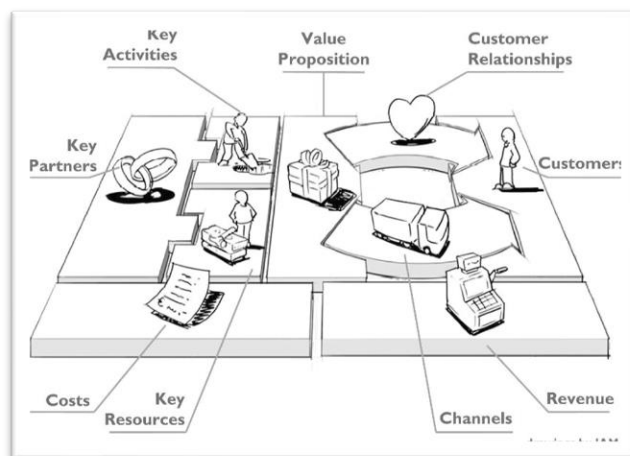 Key
Activities
Value
Proposition
Customer
Relationships
Key
Partners
Customers
Costs
Key
Resources
Channels
Revenue